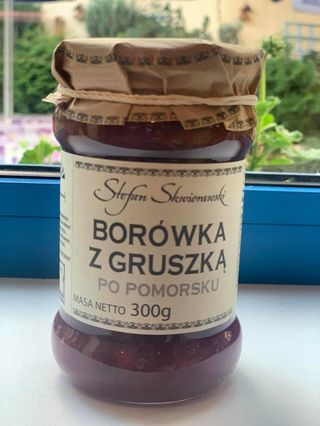 Stefan Skwierawski
BORÓWKA
Z GRUSZKĄ
PO POMORSKU
MASA NETTO 300g